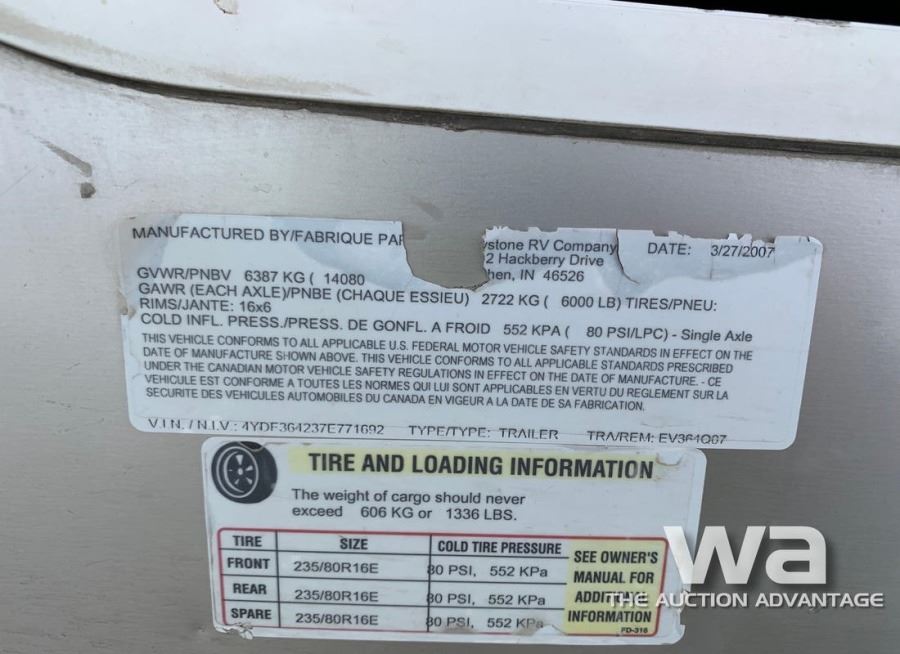 MANUFACTURED BY/FABRIQUE PAR
ystone RV Company
DATE: 3/27/2007
2 Hackberry Drive
hen, IN 46526
GVWR/PNBV 6387 KG ( 14080
GAWR (EACH AXLE)/PNBE (CHAQUE ESSIEU) 2722 KG ( 6000 LB) TIRES/PNEU:
RIMS/JANTE: 16x6
COLD INFL. PRESS./PRESS. DE GONFL. A FROID 552 KPA ( 80 PSI/LPC) - Single Axle
THIS VEHICLE CONFORMS TO ALL APPLICABLE U.S. FEDERAL MOTOR VEHICLE SAFETY STANDARDS IN EFFECT ON THE
DATE OF MANUFACTURE SHOWN ABOVE. THIS VEHICLE CONFORMS TO ALL APPLICABLE STANDARDS PRESCRIBED
UNDER THE CANADIAN MOTOR VEHICLE SAFETY REGULATIONS IN EFFECT ON THE DATE OF MANUFACTURE. - CE
VEHICULE EST CONFORME A TOUTES LES NORMES QUI LUI SONT APPLICABLES EN VERTU DU REGLEMENT SUR LA
SECURITE DES VEHICULES AUTOMOBILES DU CANADA EN VIGEUR A LA DATE DE SA FABRICATION.
V.I.N. / N.I.V.: 4YDF364237E771692 TYPE/TYPE: TRAILER TRA/REM: EV364Q07
TIRE AND LOADING INFORMATION
The weight of cargo should never
exceed 606 KG or 1336 LBS.
TIRE SIZE COLD TIRE PRESSURE
FRONT 235/80R16E 80 PSI, 552 KPa
REAR 235/80R16E 80 PSI, 552 KPa
SPARE 235/80R16E 80 PSI, 552 KPa
SEE OWNER'S
MANUAL FOR
ADDITIONAL
INFORMATION
FD-318
wa
THE AUCTION ADVANTAGE